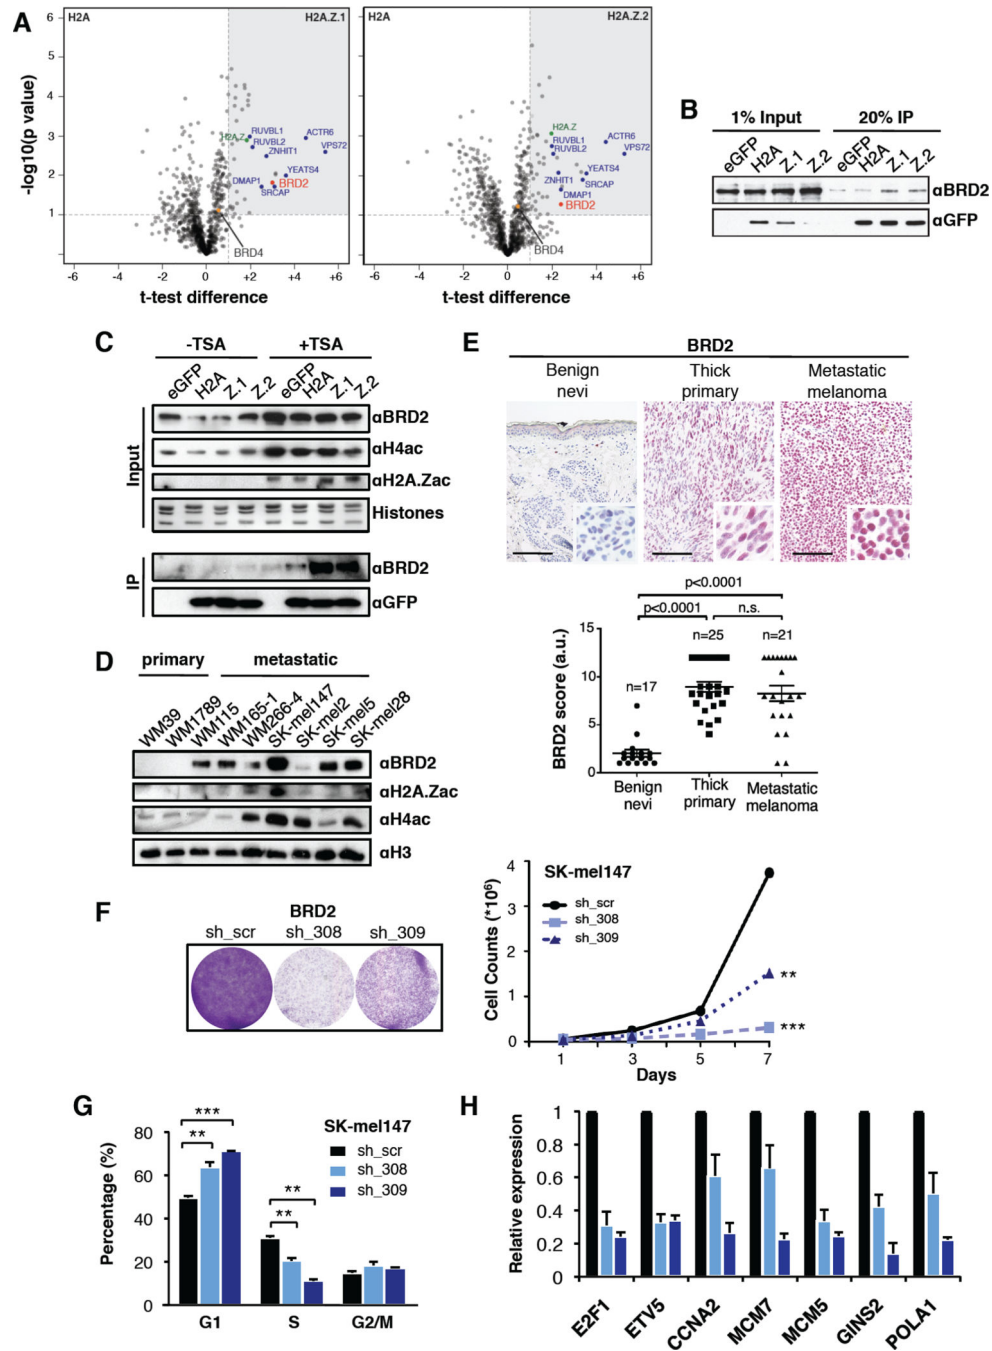 A
H2A
H2A.Z.1
H2A
H2A.Z.2
6
5
4
3
2
1
0
-log10(p value)
H2A.Z
RUVBL1
RUVBL2
ZNHIT1
ACTR6
VPS72
YEATS4
DMAP1
SRCAP
BRD2
BRD4
H2A.Z
RUVBL1
RUVBL2
ACTR6
VPS72
ZNHIT1
YEATS4
SRCAP
DMAP1
BRD2
BRD4
-6 -4 -2 0 +2 +4 +6
-6 -4 -2 0 +2 +4 +6
t-test difference
t-test difference
B
1% Input 20% IP
eGFP H2A Z.1 Z.2 eGFP H2A Z.1 Z.2
αBRD2
αGFP
C
-TSA +TSA
eGFP H2A Z.1 Z.2 eGFP H2A Z.1 Z.2
Input
αBRD2
αH4ac
αH2A.Zac
Histones
IP
αBRD2
αGFP
D
primary metastatic
WM39 WM1789 WM115 WM165-1 WM266-4 SK-mel147 SK-mel2 SK-mel5 SK-mel28
αBRD2
αH2A.Zac
αH4ac
αH3
E
BRD2
Benign nevi
Thick primary
Metastatic melanoma
p<0.0001
p<0.0001 n.s.
BRD2 score (a.u.)
15
10
5
0
n=17
n=25
n=21
Benign nevi
Thick primary
Metastatic melanoma
F
BRD2
sh_scr sh_308 sh_309
SK-mel147
sh_scr
sh_308
sh_309
Cell Counts (*10⁶)
4
3
2
1
0
**
***
1 3 5 7
Days
G
SK-mel147
sh_scr
sh_308
sh_309
Percentage (%)
80
60
40
20
0
***
**
**
**
G1 S G2/M
H
Relative expression
1
0.8
0.6
0.4
0.2
0
E2F1 ETV5 CCNA2 MCM7 MCM5 GINS2 POLA1